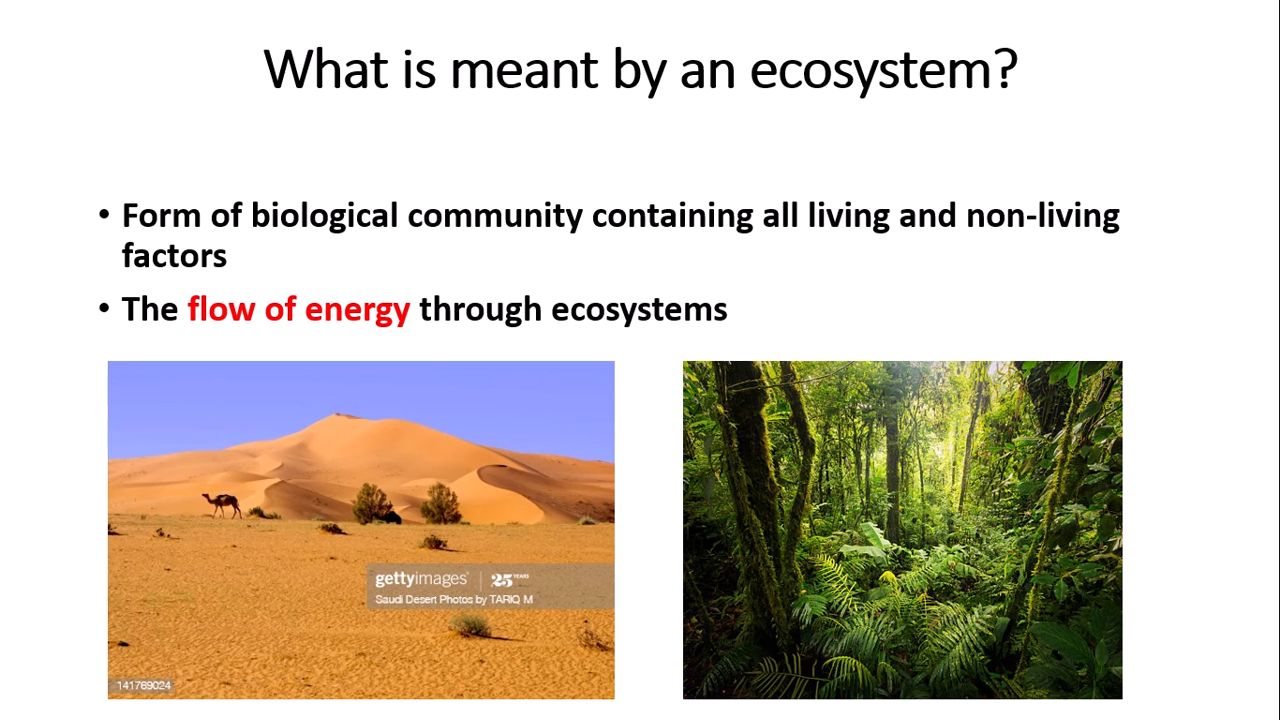 What is meant by an ecosystem?
• Form of biological community containing all living and non-living
factors
• The flow of energy through ecosystems
gettyimages® | 25 YEARS
Saudi Desert Photos by TARIQ M
141769024